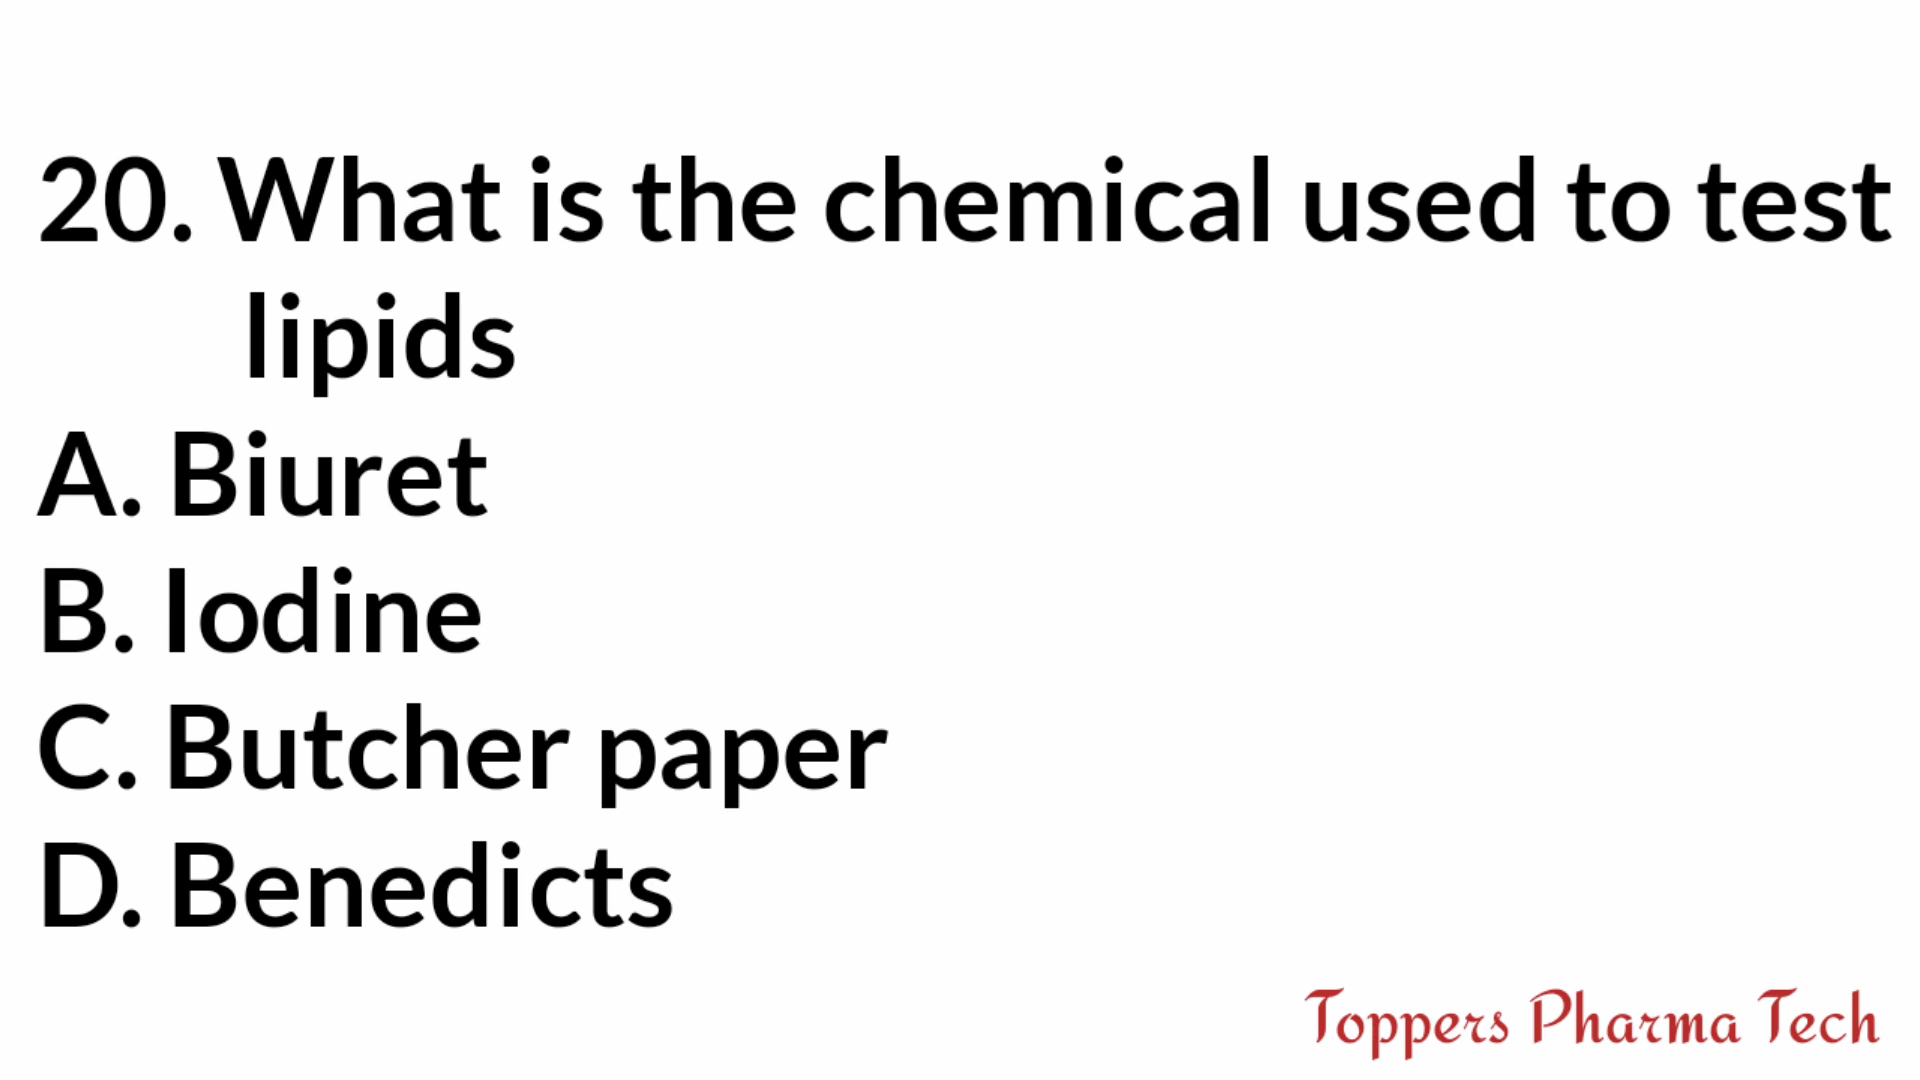 20. What is the chemical used to test
lipids
A. Biuret
B. Iodine
C. Butcher paper
D. Benedicts
Toppers Pharma Tech